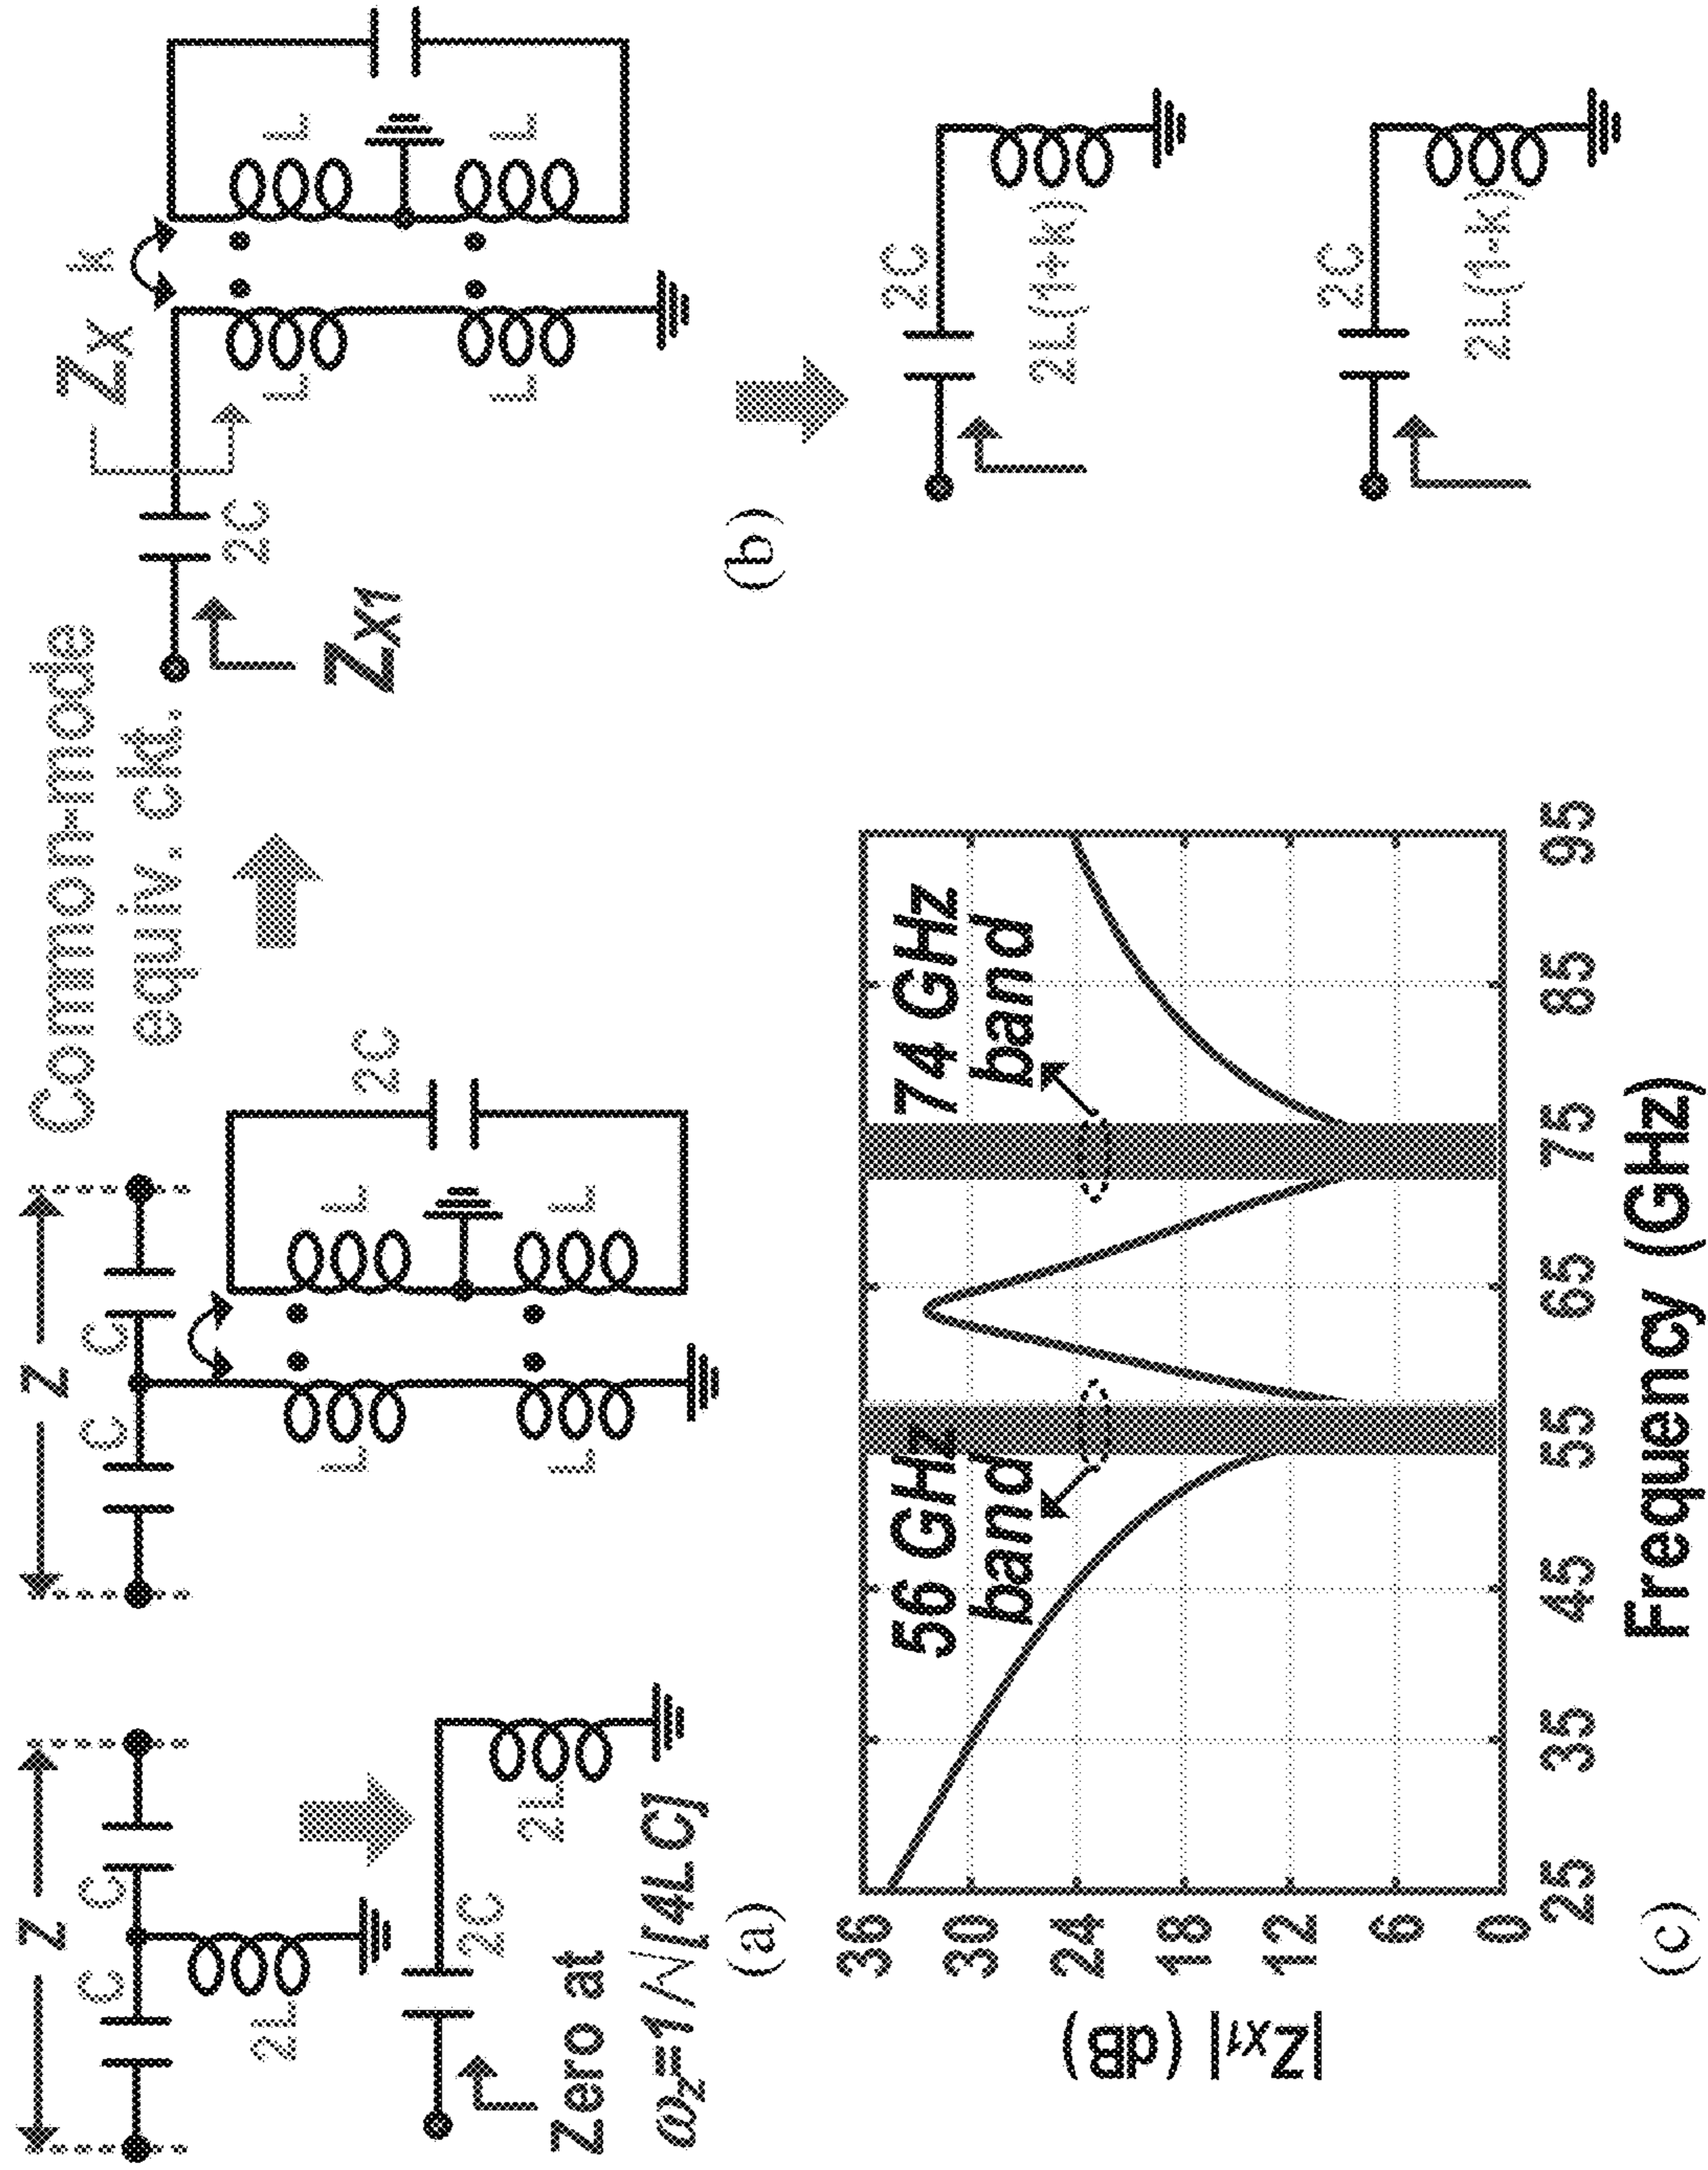 Z
C C
2L
2C
2L
Zero at
ωz=1/√[4LC]
(a)
Z
C C
L L
L L
2C
Common-mode
equiv. ckt.
Zx1
2C
Zx
k
L L
L L
(b)
2C
2L(1+k)
2C
2L(1-k)
|Zx1| (dB)
36
30
24
18
12
6
0
56 GHz
band
74 GHz
band
25 35 45 55 65 75 85 95
Frequency (GHz)
(c)